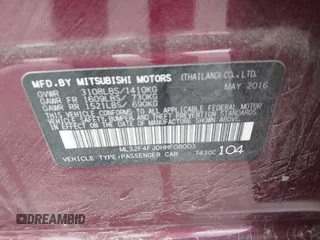 MFD.BY MITSUBISHI MOTORS (THAILAND) CO.,LTD.
GVWR 3108LBS/1410KG MAY 2016
GAWR FR 1609LBS/ 730KG
GAWR RR 1521LBS/ 690KG
THIS VEHICLE CONFORMS TO ALL APPLICABLE FEDERAL
MOTOR VEHICLE SAFETY, BUMPER, AND THEFT PREVENTION
STANDARDS IN EFFECT ON THE DATE OF MANUFACTURE
SHOWN ABOVE.
ML32F4FJ0HHF08003
VEHICLE TYPE:PASSENGER CAR 7430C 104
DREAMBID